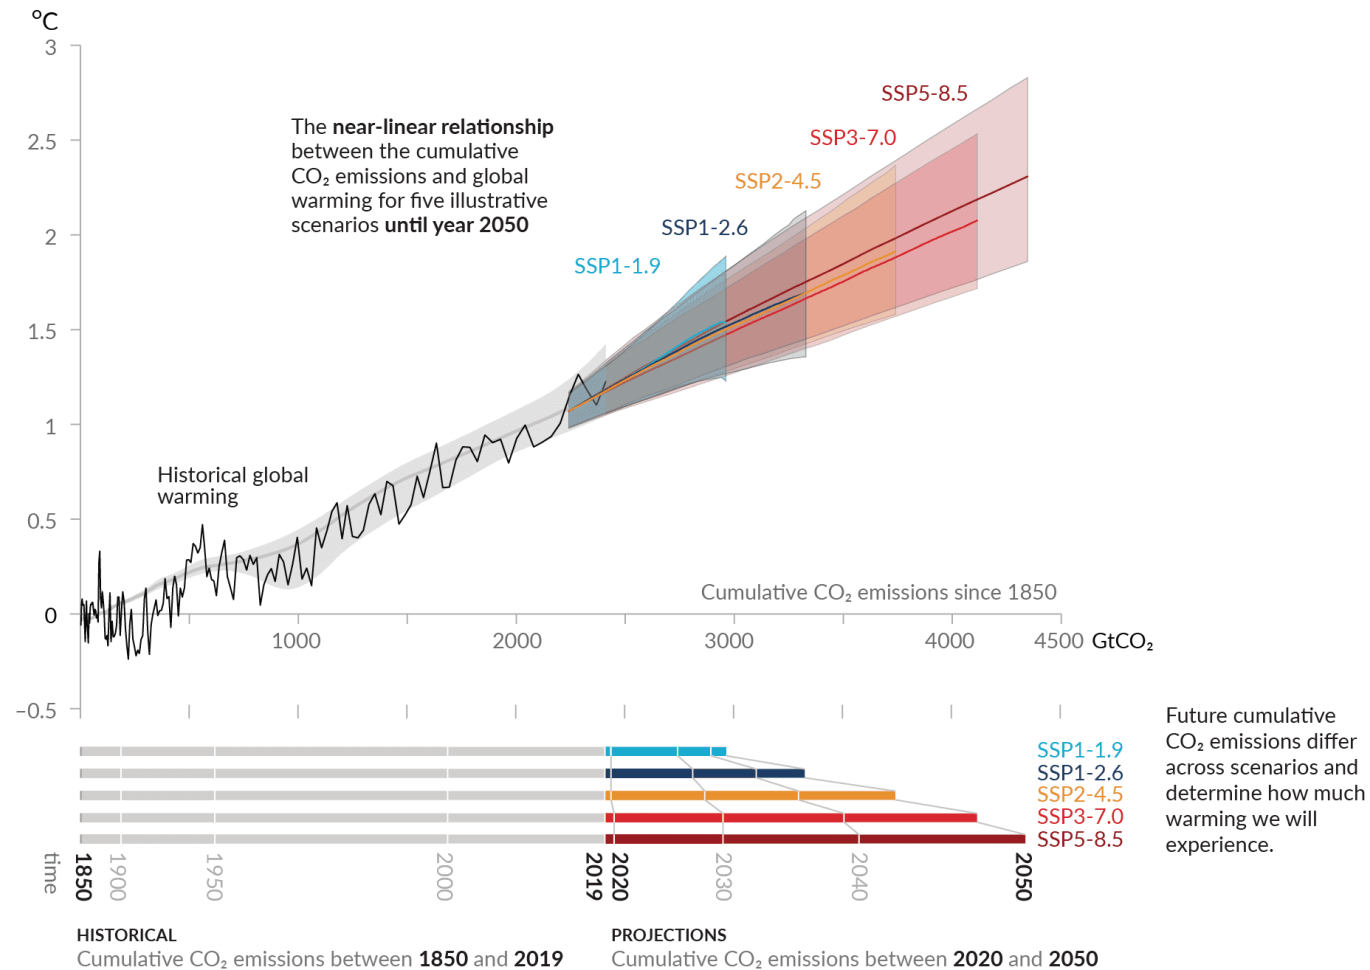 °C
3
SSP5-8.5
The near-linear relationship
between the cumulative
CO₂ emissions and global
warming for five illustrative
scenarios until year 2050
SSP3-7.0
2.5
SSP2-4.5
SSP1-2.6
2
SSP1-1.9
1.5
1
Historical global
warming
0.5
Cumulative CO₂ emissions since 1850
0
1000
2000
3000
4000
4500 GtCO₂
−0.5
Future cumulative
CO₂ emissions differ
across scenarios and
determine how much
warming we will
experience.
SSP1-1.9
SSP1-2.6
SSP2-4.5
SSP3-7.0
SSP5-8.5
time
1850
1900
1950
2000
2019
2020
2030
2040
2050
HISTORICAL
Cumulative CO₂ emissions between 1850 and 2019
PROJECTIONS
Cumulative CO₂ emissions between 2020 and 2050